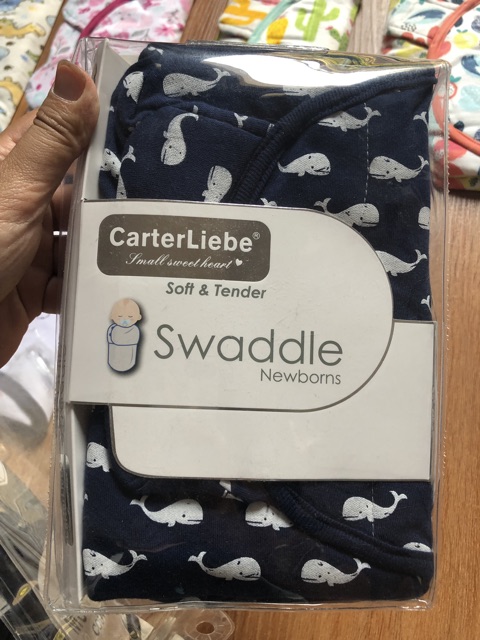 CarterLiebe®
Small sweet heart
Soft & Tender
Swaddle
Newborns